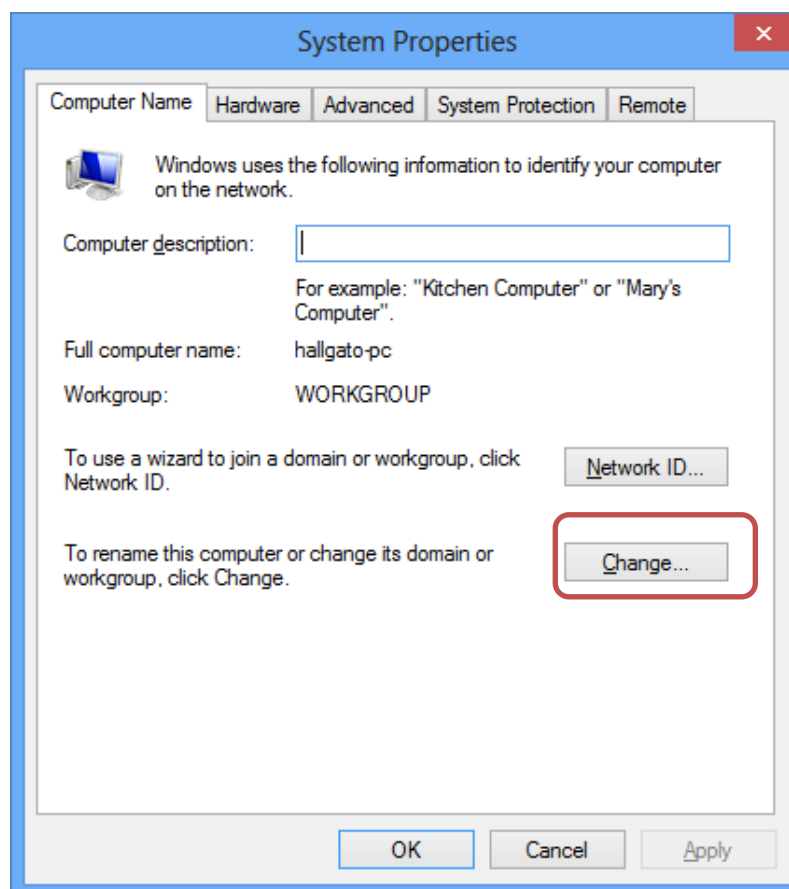 System Properties
Computer Name Hardware Advanced System Protection Remote
Windows uses the following information to identify your computer
on the network.
Computer description:
For example: "Kitchen Computer" or "Mary's
Computer".
Full computer name: hallgato-pc
Workgroup: WORKGROUP
To use a wizard to join a domain or workgroup, click
Network ID.
Network ID...
To rename this computer or change its domain or
workgroup, click Change.
Change...
OK Cancel Apply